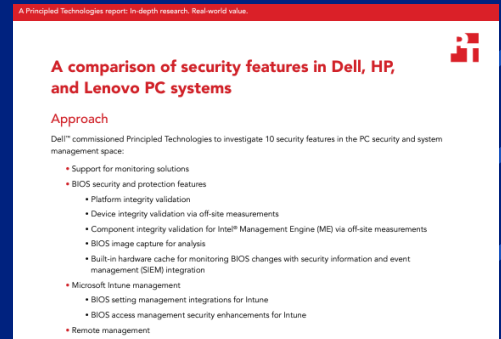 A Principled Technologies report: In-depth research. Real-world value.
A comparison of security features in Dell, HP,
and Lenovo PC systems
Approach
Dell™ commissioned Principled Technologies to investigate 10 security features in the PC security and system
management space:
• Support for monitoring solutions
• BIOS security and protection features
• Platform integrity validation
• Device integrity validation via off-site measurements
• Component integrity validation for Intel® Management Engine (ME) via off-site measurements
• BIOS image capture for analysis
• Built-in hardware cache for monitoring BIOS changes with security information and event
management (SIEM) integration
• Microsoft Intune management
• BIOS setting management integrations for Intune
• BIOS access management security enhancements for Intune
• Remote management